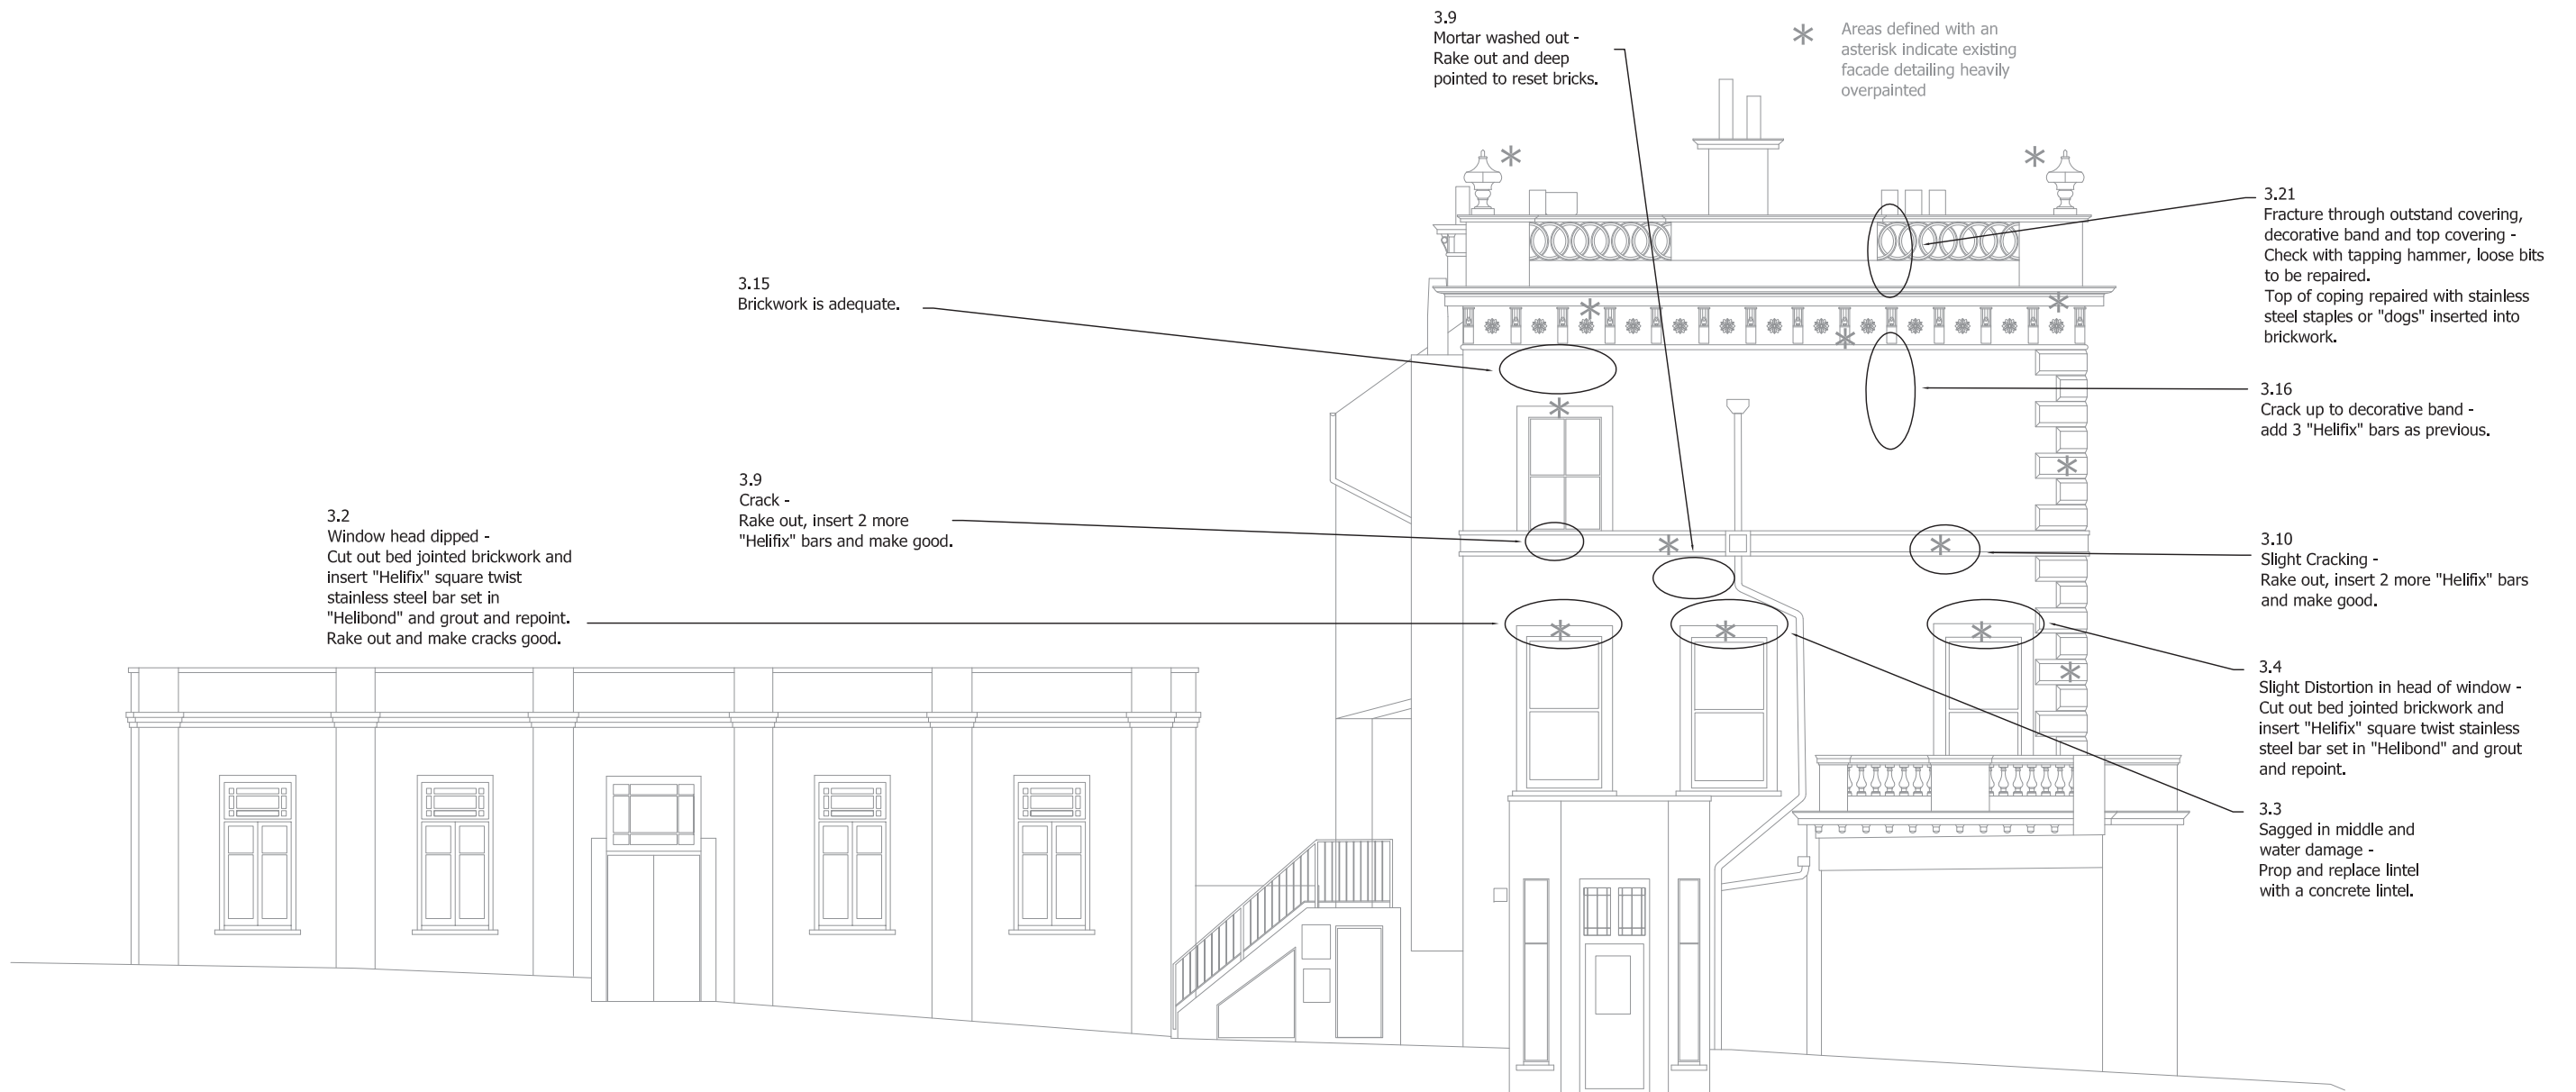 3.9
Mortar washed out -
Rake out and deep
pointed to reset bricks.
Areas defined with an
asterisk indicate existing
facade detailing heavily
overpainted
3.21
Fracture through outstand covering,
decorative band and top covering -
Check with tapping hammer, loose bits
to be repaired.
Top of coping repaired with stainless
steel staples or "dogs" inserted into
brickwork.
3.15
Brickwork is adequate.
3.16
Crack up to decorative band -
add 3 "Helifix" bars as previous.
3.9
Crack -
Rake out, insert 2 more
"Helifix" bars and make good.
3.2
Window head dipped -
Cut out bed jointed brickwork and
insert "Helifix" square twist
stainless steel bar set in
"Helibond" and grout and repoint.
Rake out and make cracks good.
3.10
Slight Cracking -
Rake out, insert 2 more "Helifix" bars
and make good.
3.4
Slight Distortion in head of window -
Cut out bed jointed brickwork and
insert "Helifix" square twist stainless
steel bar set in "Helibond" and grout
and repoint.
3.3
Sagged in middle and
water damage -
Prop and replace lintel
with a concrete lintel.